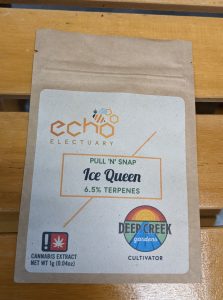 echo
ELECTUARY
PULL 'N' SNAP
Ice Queen
6.5% TERPENES
DEEP CREEK
gardens
CULTIVATOR
CANNABIS EXTRACT
NET WT 1g (0.04oz)